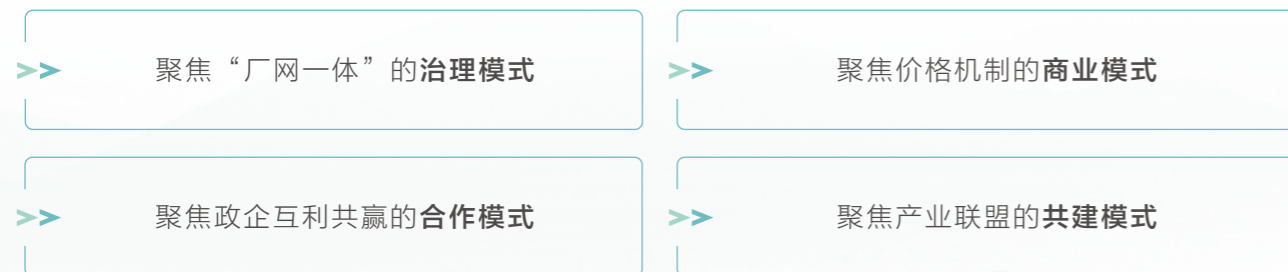 聚焦“厂网一体”的治理模式
聚焦价格机制的商业模式
聚焦政企互利共赢的合作模式
聚焦产业联盟的共建模式